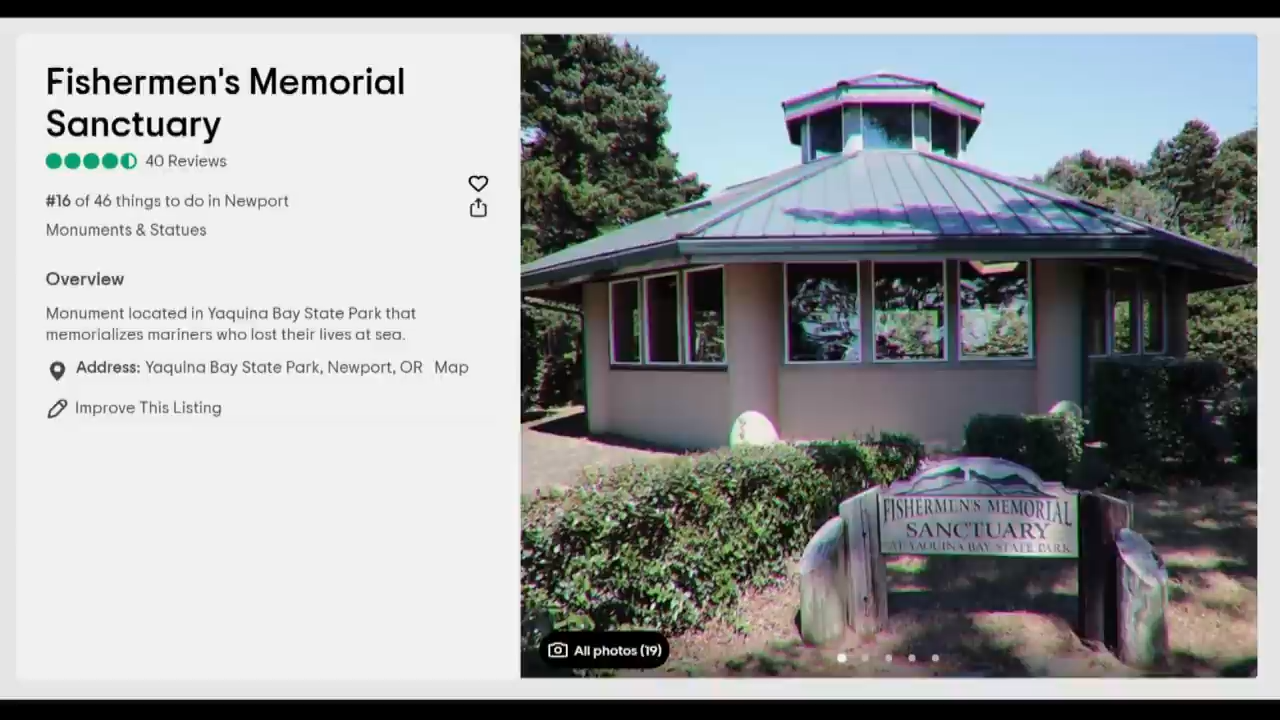 Fishermen's Memorial
Sanctuary
40 Reviews
#16 of 46 things to do in Newport
Monuments & Statues
Overview
Monument located in Yaquina Bay State Park that
memorializes mariners who lost their lives at sea.
Address: Yaquina Bay State Park, Newport, OR Map
Improve This Listing
FISHERMEN'S MEMORIAL
SANCTUARY
AT YAQUINA BAY STATE PARK
All photos (19)